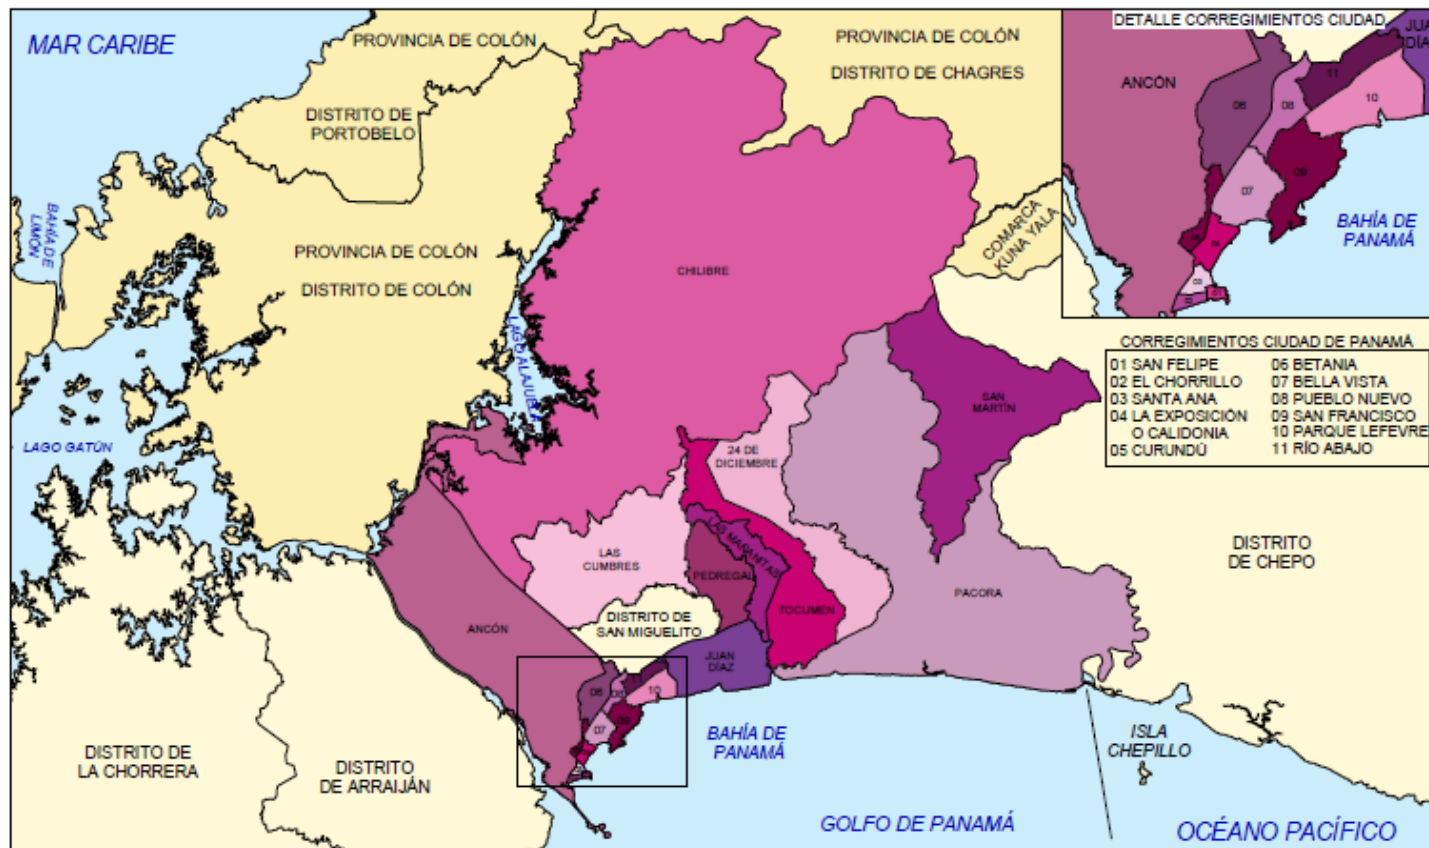 MAR CARIBE
PROVINCIA DE COLÓN
DISTRITO DE
PORTOBELO
PROVINCIA DE COLÓN
DISTRITO DE CHAGRES
BAHÍA DE
LIMÓN
PROVINCIA DE COLÓN
DISTRITO DE COLÓN
LAGO GATÚN
LAGO ALAJUELA
CHILIBRE
COMARCA
KUNA YALA
SAN
MARTÍN
24 DE
DICIEMBRE
LAS MAÑANITAS
LAS
CUMBRES
PEDREGAL
TOCUMEN
PACORA
DISTRITO
DE CHEPO
ANCÓN
DISTRITO DE
SAN MIGUELITO
JUAN
DÍAZ
06
08
11
10
07
09
BAHÍA DE
PANAMÁ
ISLA
CHEPILLO
DISTRITO DE
LA CHORRERA
DISTRITO
DE ARRAIJÁN
GOLFO DE PANAMÁ
OCÉANO PACÍFICO
DETALLE CORREGIMIENTOS CIUDAD
JUA
DÍA
ANCÓN
11
06
08
10
09
07
04
03
BAHÍA DE
PANAMÁ
CORREGIMIENTOS CIUDAD DE PANAMÁ
01 SAN FELIPE
02 EL CHORRILLO
03 SANTA ANA
04 LA EXPOSICIÓN
O CALIDONIA
05 CURUNDÚ
06 BETANIA
07 BELLA VISTA
08 PUEBLO NUEVO
09 SAN FRANCISCO
10 PARQUE LEFEVRE
11 RÍO ABAJO